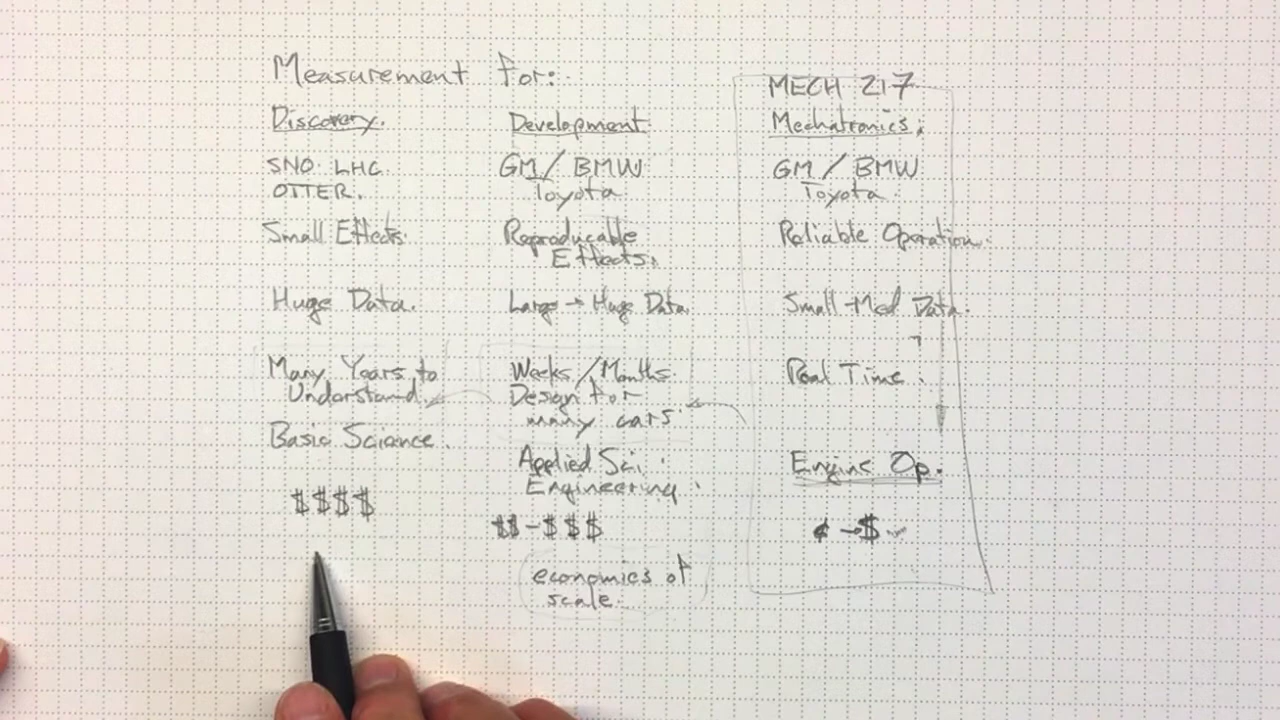 Measurement for:
MECH 217
Discovery.
Development
Mechatronics.
SNO LHC.
OTTER.
GM/ BMW
Toyota
GM / BMW
Toyota
Small Effects.
Reproducable
Effects.
Reliable Operation.
Huge Data.
Large → Huge Data.
Small-Med Data.
Many Years to
Understand.
Weeks/Months.
Design for
many cars.
Real Time.
Basic Science.
Applied Sci.
Engineering.
Engine Op.
$$$$
$$-$$$
¢→$
economics of
scale.